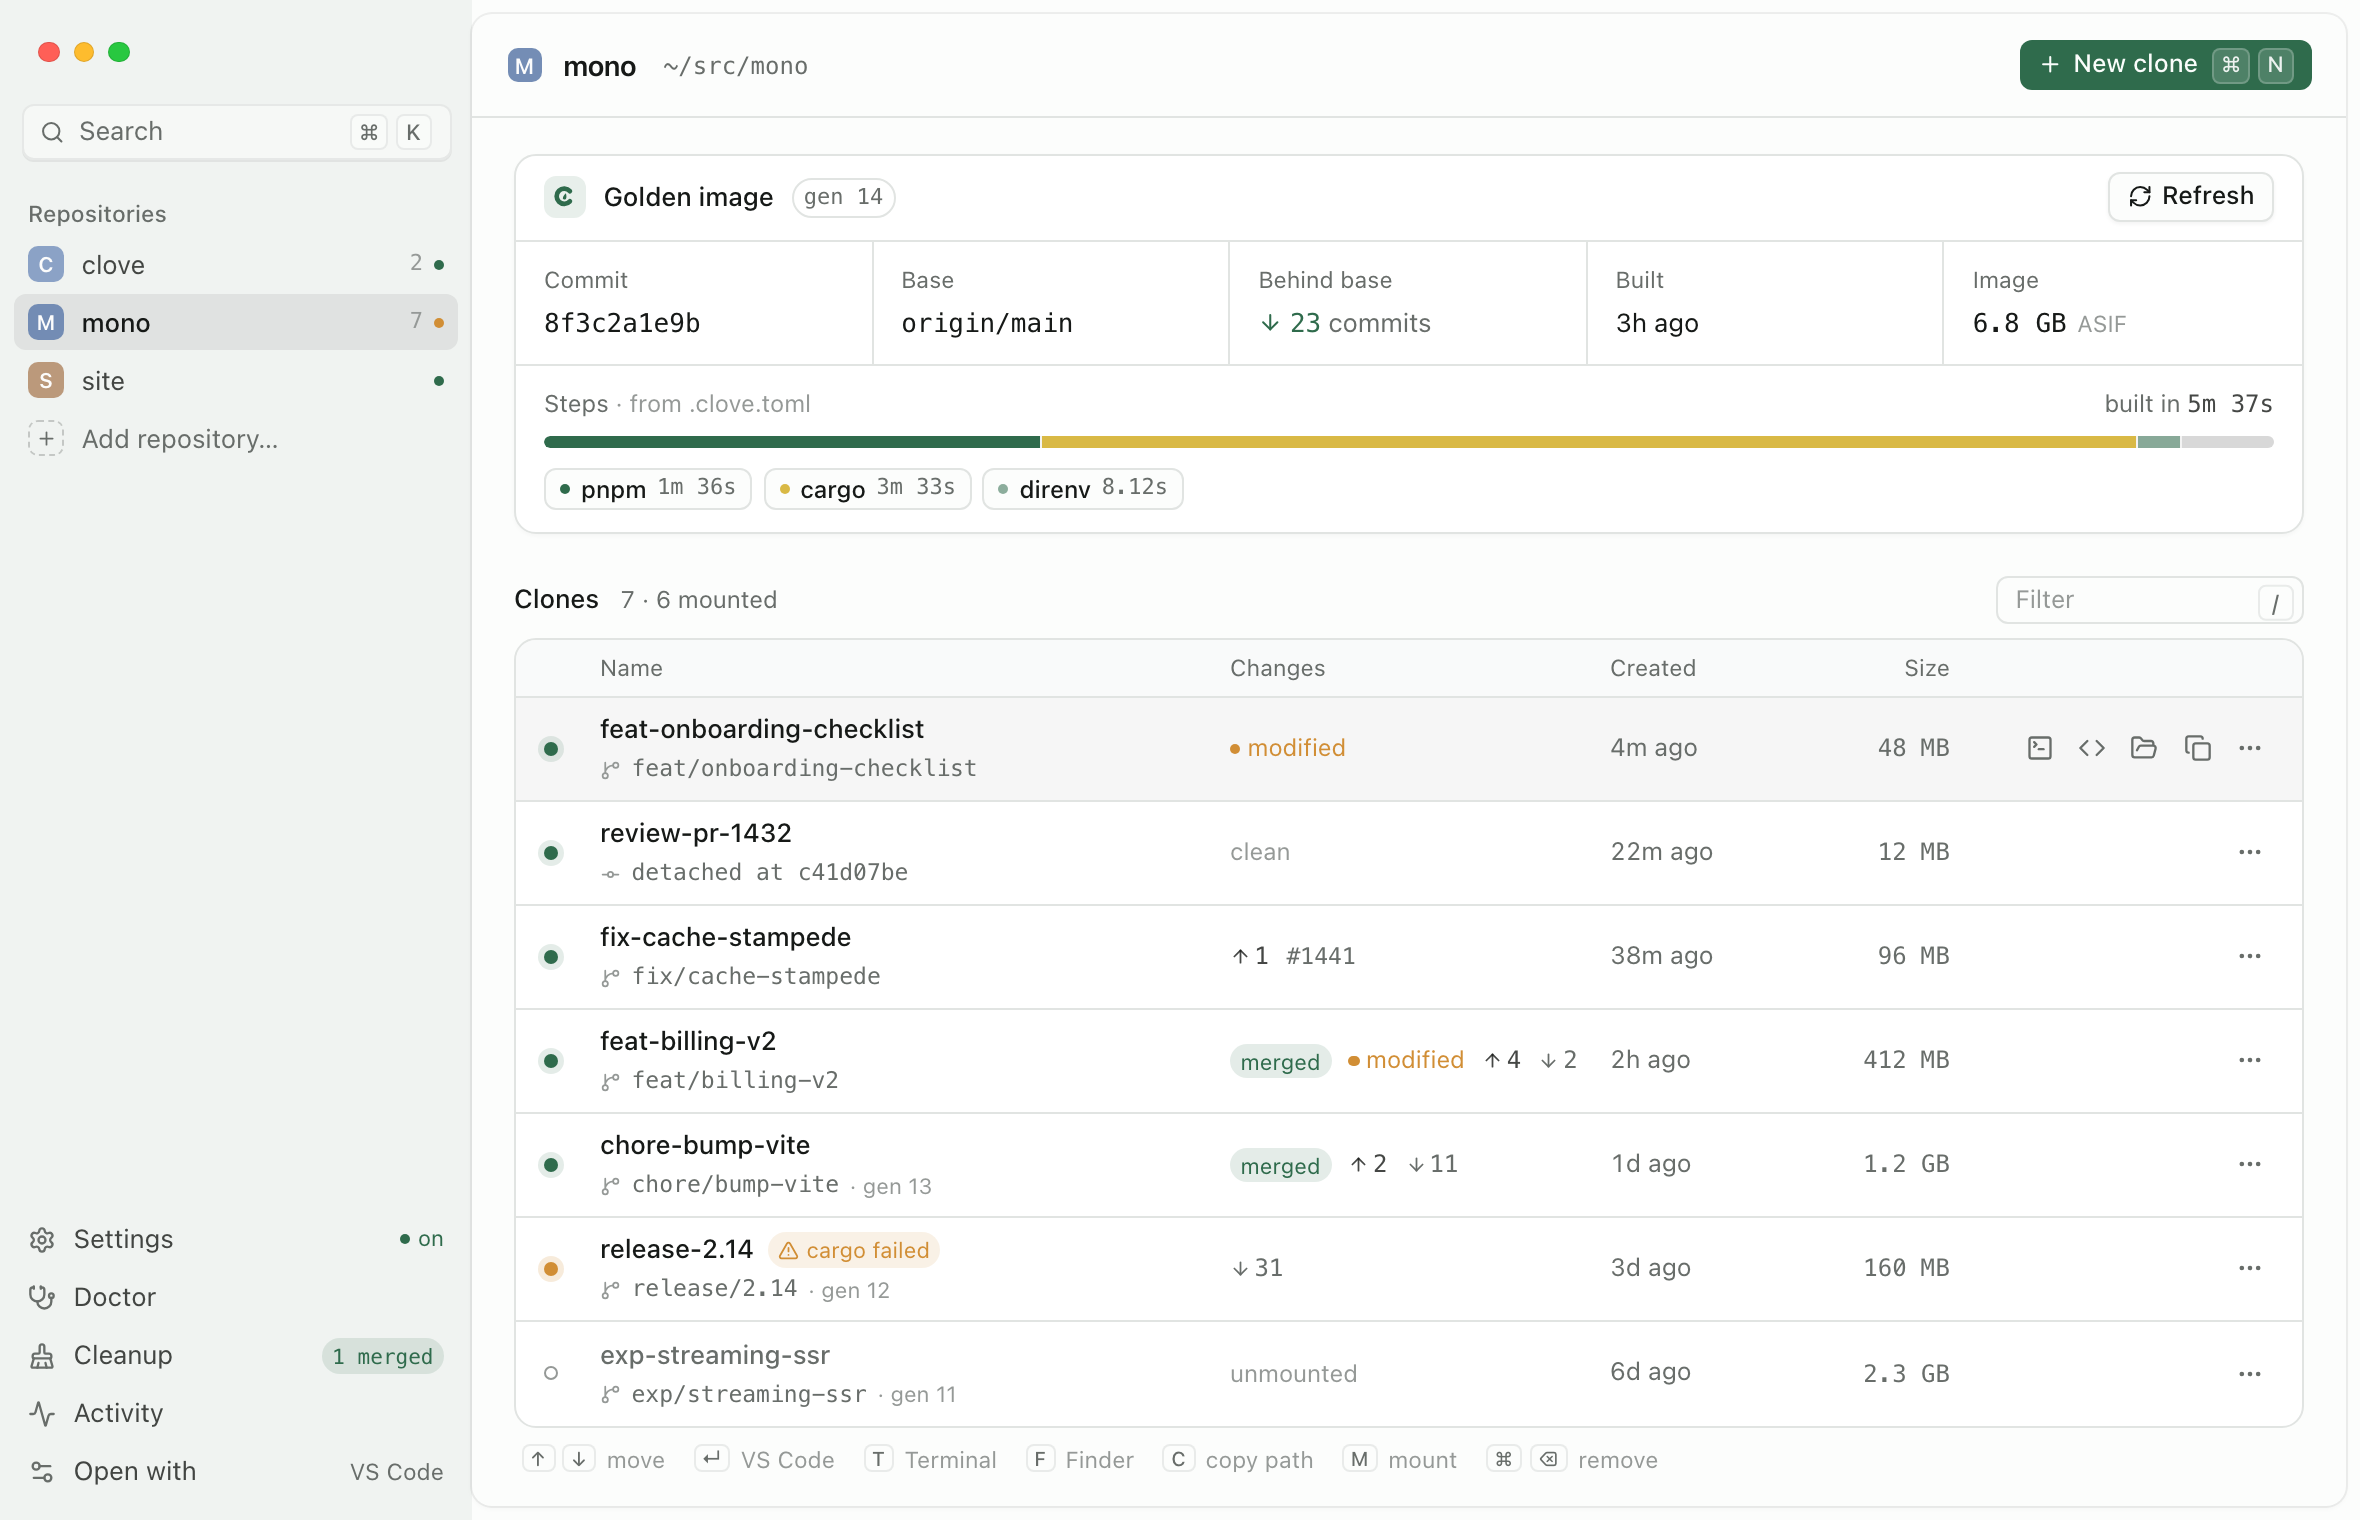 Search ⌘ K
Repositories
C clove 2
M mono 7
S site
+ Add repository...
Settings on
Doctor
Cleanup 1 merged
Activity
Open with VS Code
M mono ~/src/mono
+ New clone ⌘ N
Golden image gen 14
Refresh
Commit
8f3c2a1e9b
Base
origin/main
Behind base
↓ 23 commits
Built
3h ago
Image
6.8 GB ASIF
Steps · from .clove.toml
built in 5m 37s
pnpm 1m 36s
cargo 3m 33s
direnv 8.12s
Clones 7 · 6 mounted
Filter /
Name Changes Created Size
feat-onboarding-checklist
feat/onboarding-checklist
modified 4m ago 48 MB
review-pr-1432
detached at c41d07be
clean 22m ago 12 MB
fix-cache-stampede
fix/cache-stampede
↑ 1 #1441 38m ago 96 MB
feat-billing-v2
feat/billing-v2
merged modified ↑ 4 ↓ 2 2h ago 412 MB
chore-bump-vite
chore/bump-vite · gen 13
merged ↑ 2 ↓ 11 1d ago 1.2 GB
release-2.14 cargo failed
release/2.14 · gen 12
↓ 31 3d ago 160 MB
exp-streaming-ssr
exp/streaming-ssr · gen 11
unmounted 6d ago 2.3 GB
↑ ↓ move ↵ VS Code T Terminal F Finder C copy path M mount ⌘ ⌫ remove